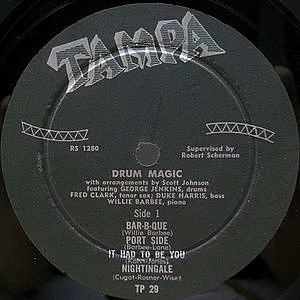 TAMPA
RS 1280
Supervised by
Robert Scherman
DRUM MAGIC
with arrangements by Scott Johnson
featuring GEORGE JENKINS, drums
FRED CLARK, tenor sax; DUKE HARRIS, bass
WILLIE BARBEE, piano
Side 1
BAR-B-QUE
(Willie Barbee)
PORT SIDE
(Barbee-Lane)
IT HAD TO BE YOU
(Kahn-Jones)
NIGHTINGALE
(Cugat-Rosner-Wise)
TP 29